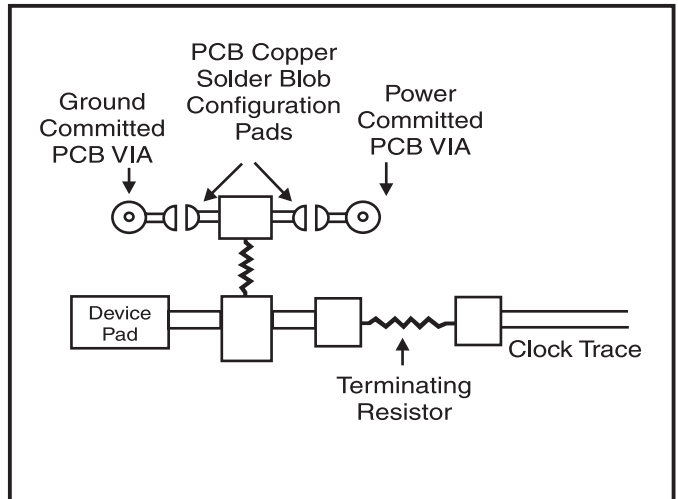 PCB Copper
Solder Blob
Configuration
Pads
Ground
Committed
PCB VIA
Power
Committed
PCB VIA
Device
Pad
Clock Trace
Terminating
Resistor